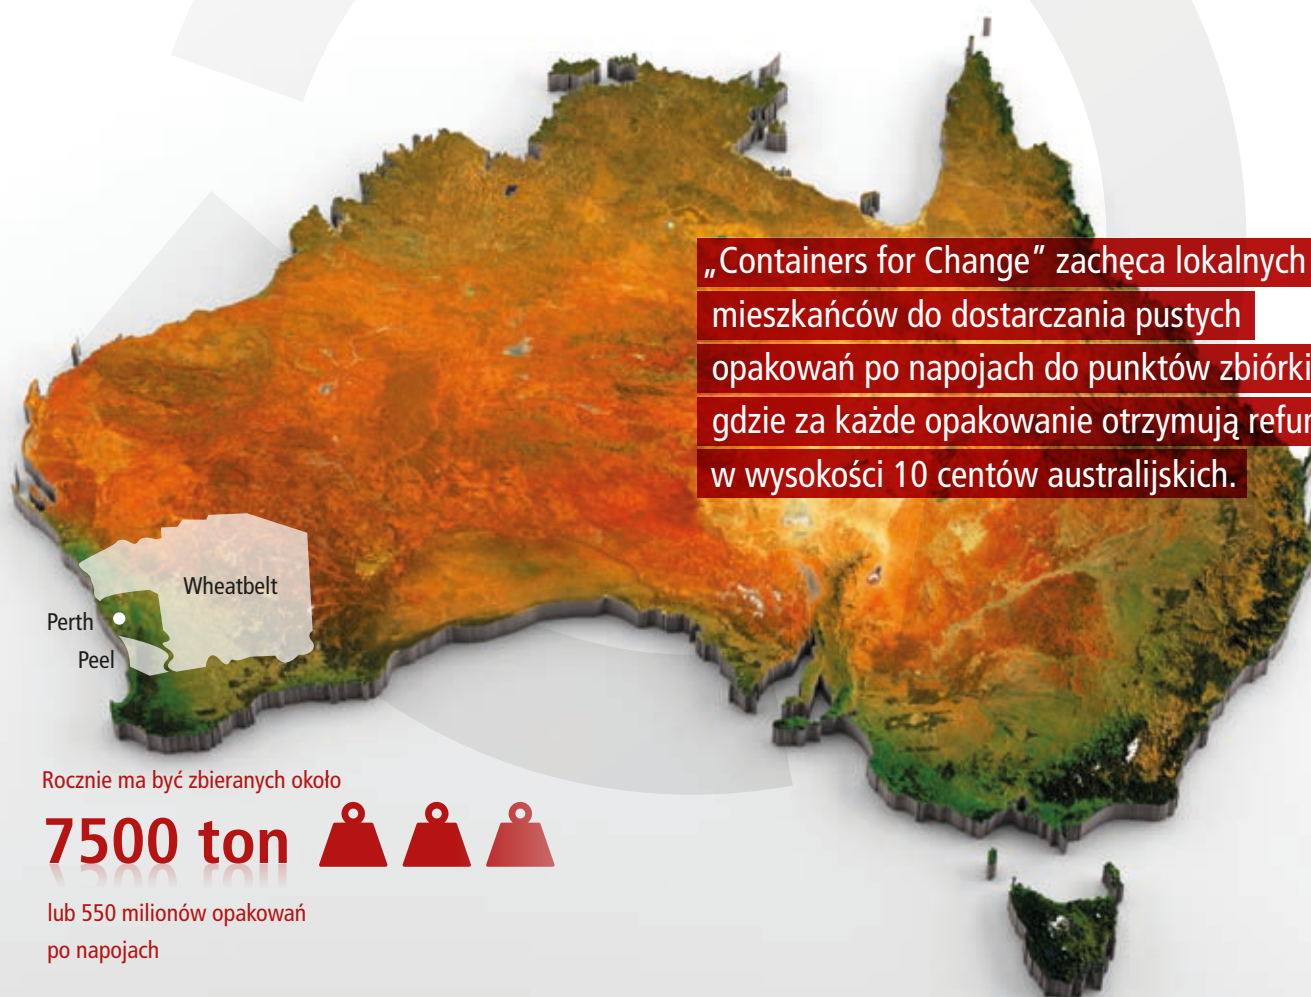 „Containers for Change” zachęca lokalnych
mieszkańców do dostarczania pustych
opakowań po napojach do punktów zbiórki
gdzie za każde opakowanie otrzymują
w wysokości 10 centów australijskich.
Wheatbelt
Perth
Peel
Rocznie ma być zbieranych około
7500 ton
lub 550 milionów opakowań
po napojach